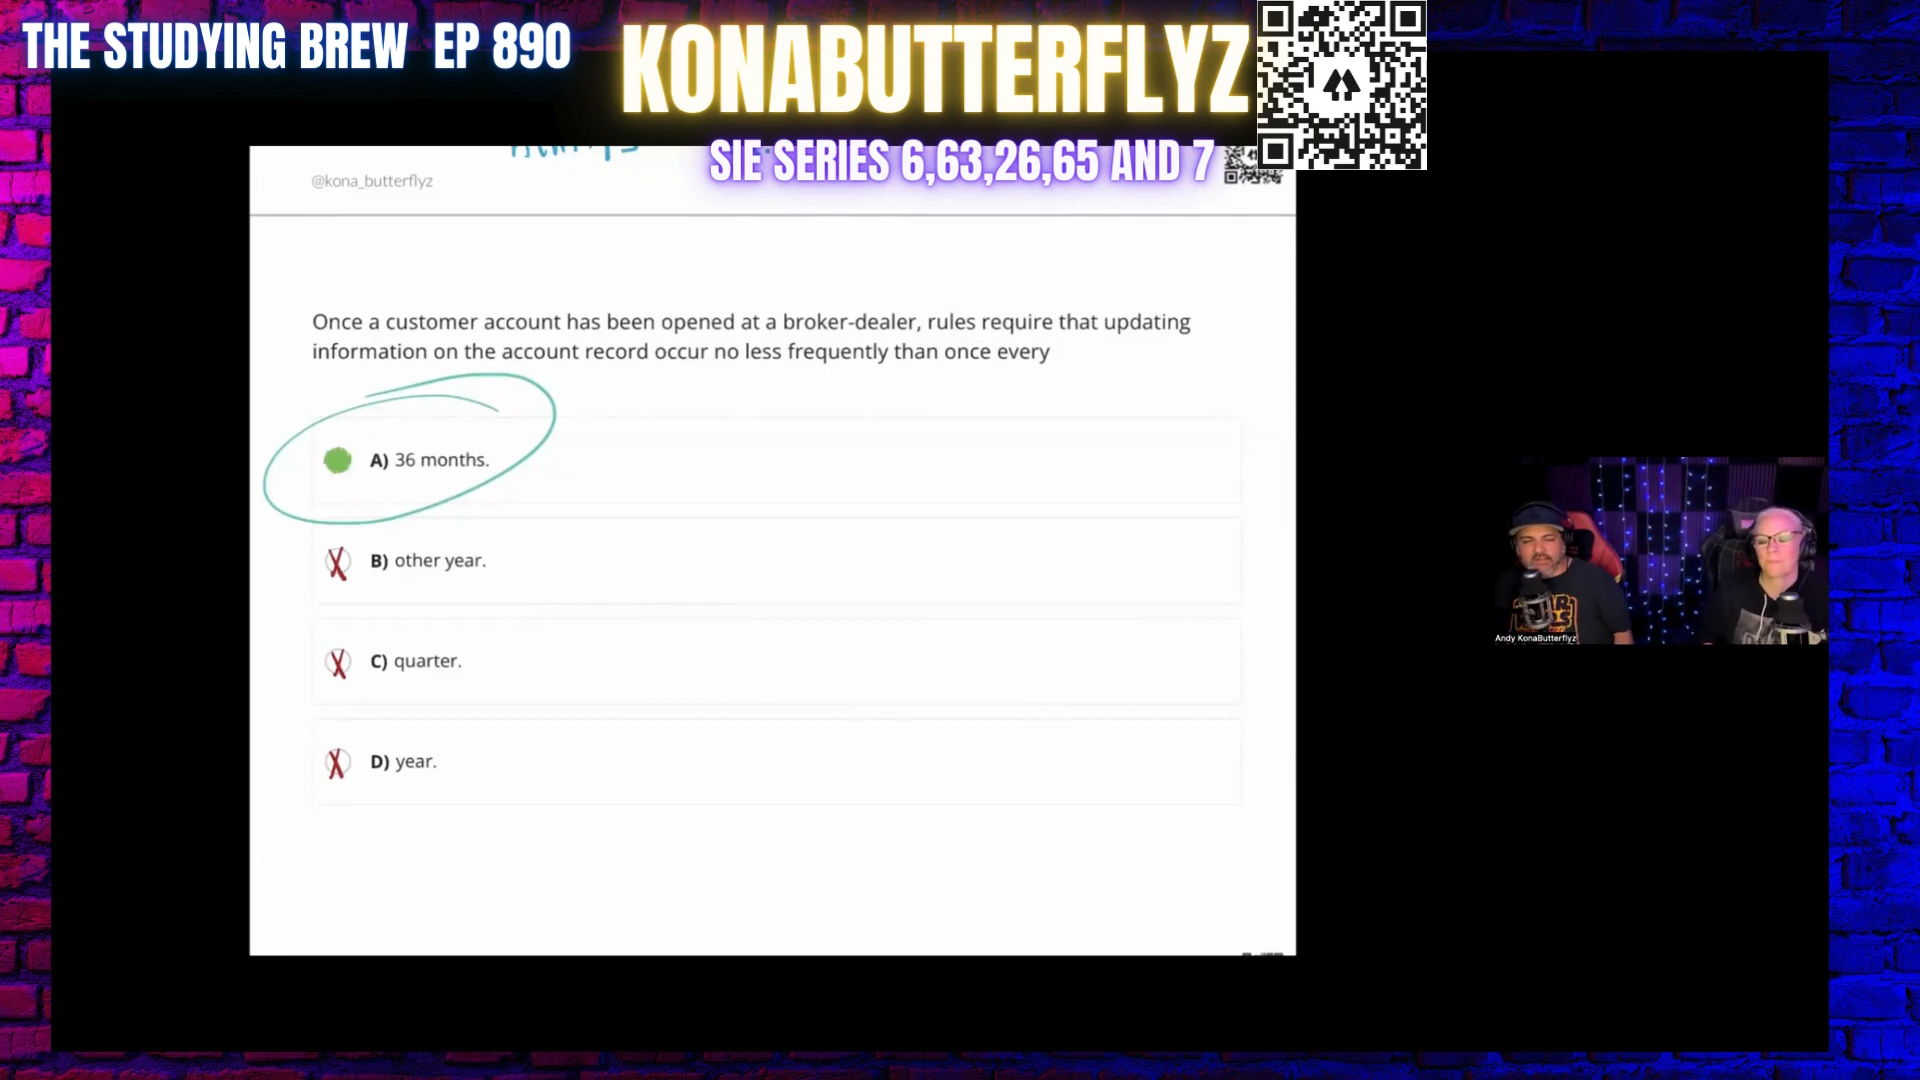 THE STUDYING BREW EP 890
KONABUTTERFLYZ
SIE SERIES 6,63,26,65 AND 7
@kona_butterflyz
Once a customer account has been opened at a broker-dealer, rules require that updating
information on the account record occur no less frequently than once every
A) 36 months.
B) other year.
C) quarter.
D) year.
Andy KonaButterflyz